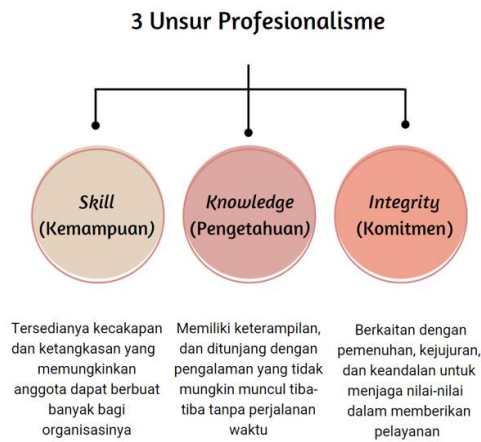 3 Unsur Profesionalisme
Skill
(Kemampuan)
Knowledge
(Pengetahuan)
Integrity
(Komitmen)
Tersedianya kecakapan
dan ketangkasan yang
memungkinkan
anggota dapat berbuat
banyak bagi
organisasinya
Memiliki keterampilan,
dan ditunjang dengan
pengalaman yang tidak
mungkin muncul tiba-
tiba tanpa perjalanan
waktu
Berkaitan dengan
pemenuhan, kejujuran,
dan keandalan untuk
menjaga nilai-nilai
dalam memberikan
pelayanan